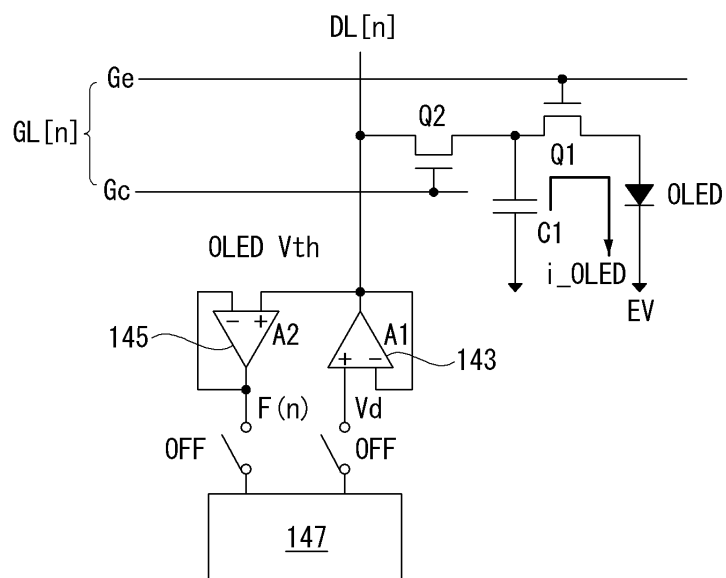 DL[n]
Ge
Q2
GL[n]
Q1
Gc
OLED
C1
OLED Vth
i_OLED
EV
− +
A2
A1
145
+ −
143
F(n)
Vd
OFF
OFF
147